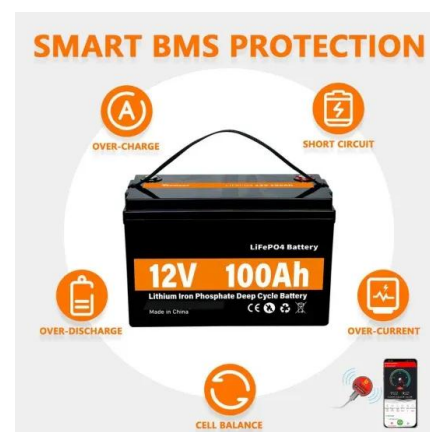 SMART BMS PROTECTION
A
OVER-CHARGE
SHORT CIRCUIT
LiFePO4 Battery
12V 100Ah
Lithium Iron Phosphate Deep Cycle Battery
Made in China
CE
OVER-DISCHARGE
OVER-CURRENT
CELL BALANCE